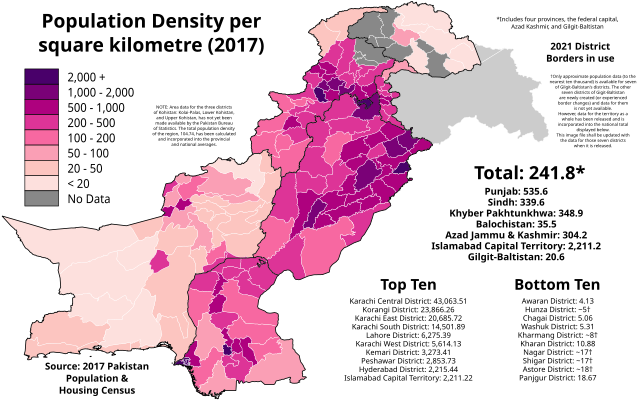 Population Density per
square kilometre (2017)
2,000 +
1,000 - 2,000
500 - 1,000
200 - 500
100 - 200
50 - 100
20 - 50
< 20
No Data
NOTE: Area data for the three districts
of Kohistan: Kolai-Palas, Lower Kohistan,
and Upper Kohistan, has not yet been
made available by the Pakistan Bureau
of Statistics. The total population density
of the region, 104.74, has been calculated
and incorporated into the provincial
and national averages.
*Includes four provinces, the federal capital,
Azad Kashmir, and Gilgit-Baltistan
2021 District
Borders in use
†Only approximate population data (to the
nearest ten thousand) is available for seven
of Gilgit-Baltistan's districts. The other
seven districts of Gilgit-Baltistan
are newly created (or experienced
border changes) and data for them
is not yet available.
However, data for the territory as a
whole has been released and is
incorporated into the national total
displayed below.
This image file shall be updated with
the data for those seven districts
when it is released.
Total: 241.8*
Punjab: 535.6
Sindh: 339.6
Khyber Pakhtunkhwa: 348.9
Balochistan: 35.5
Azad Jammu & Kashmir: 304.2
Islamabad Capital Territory: 2,211.2
Gilgit-Baltistan: 20.6
Top Ten
Karachi Central District: 43,063.51
Korangi District: 23,866.26
Karachi East District: 20,685.72
Karachi South District: 14,501.89
Lahore District: 6,275.39
Karachi West District: 5,614.13
Kemari District: 3,273.41
Peshawar District: 2,853.73
Hyderabad District: 2,215.44
Islamabad Capital Territory: 2,211.22
Bottom Ten
Awaran District: 4.13
Hunza District: ~5†
Chagai District: 5.06
Washuk District: 5.31
Kharmang District: ~8†
Kharan District: 10.88
Nagar District: ~17†
Shigar District: ~17†
Astore District: ~18†
Panjgur District: 18.67
Source: 2017 Pakistan
Population &
Housing Census